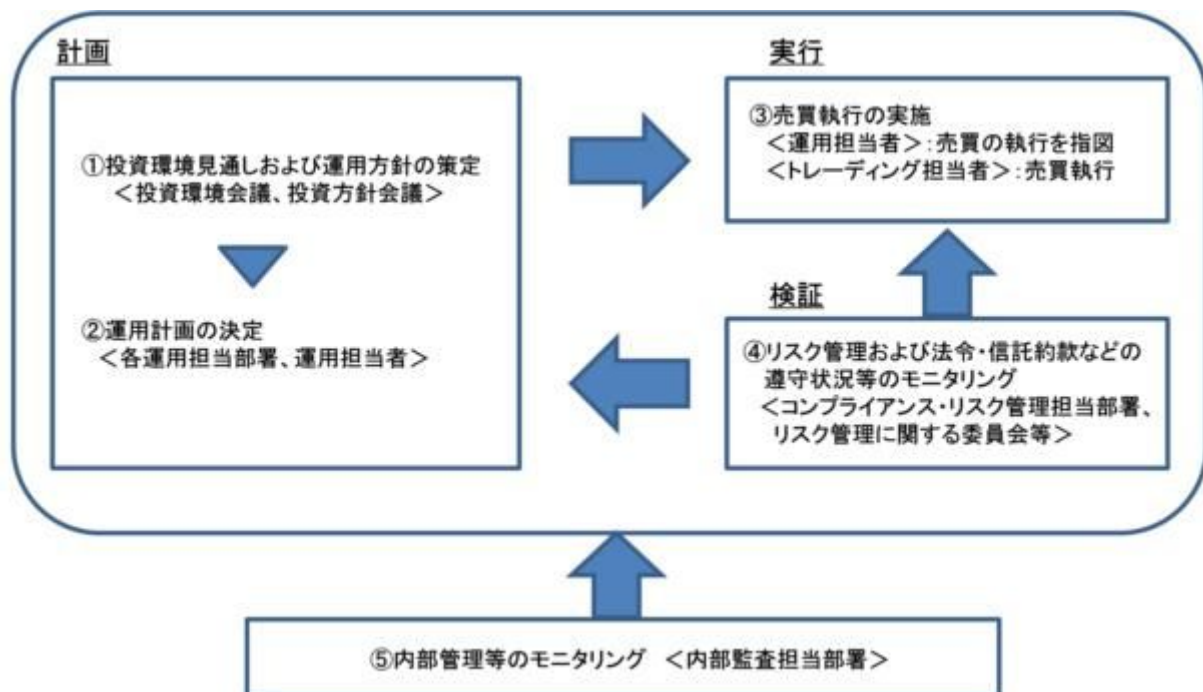 計画
①投資環境見通しおよび運用方針の策定
＜投資環境会議、投資方針会議＞
②運用計画の決定
＜各運用担当部署、運用担当者＞
実行
③売買執行の実施
＜運用担当者＞：売買の執行を指図
＜トレーディング担当者＞：売買執行
検証
④リスク管理および法令・信託約款などの
遵守状況等のモニタリング
＜コンプライアンス・リスク管理担当部署、
リスク管理に関する委員会等＞
⑤内部管理等のモニタリング ＜内部監査担当部署＞